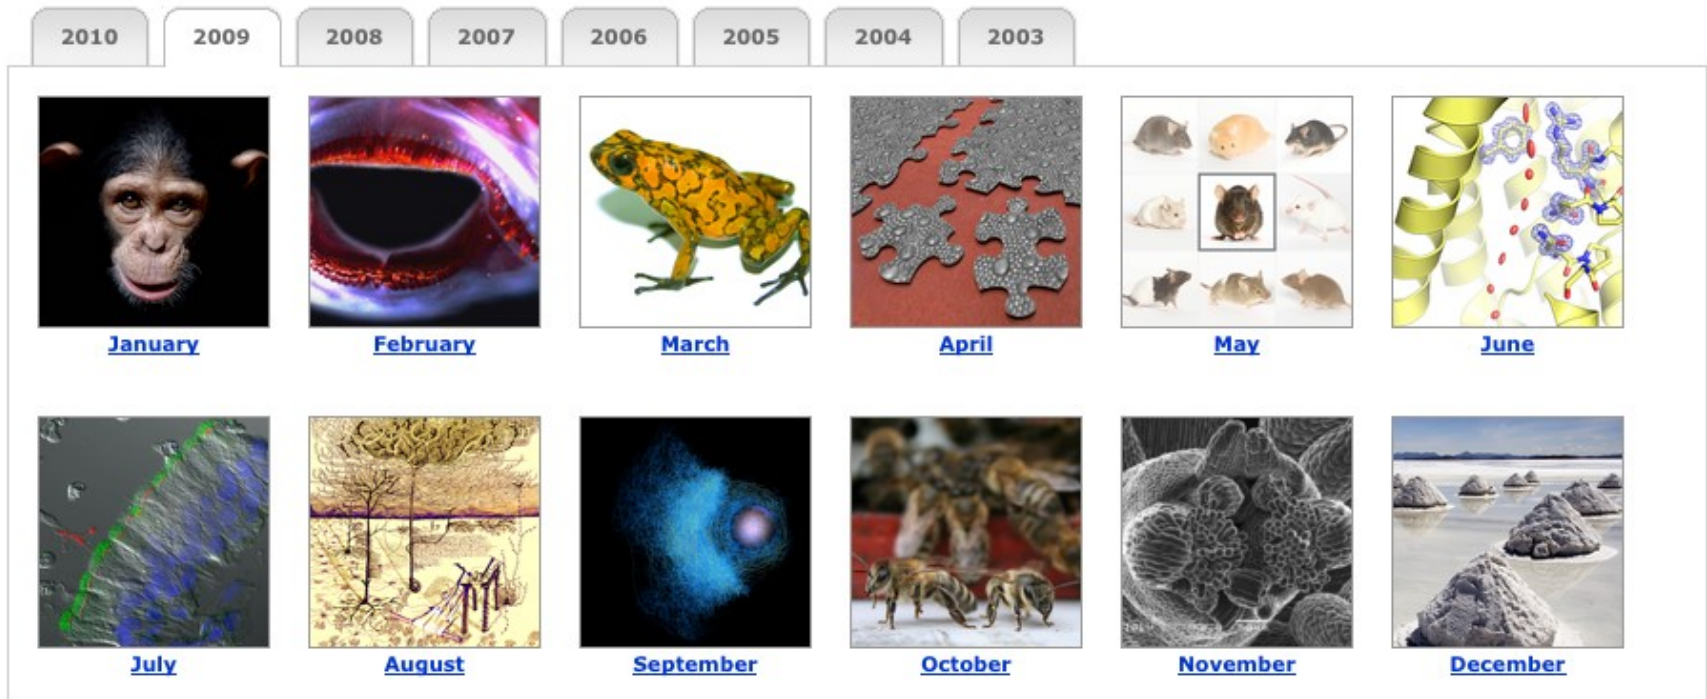 2010 2009 2008 2007 2006 2005 2004 2003
January February March April May June
July August September October November December